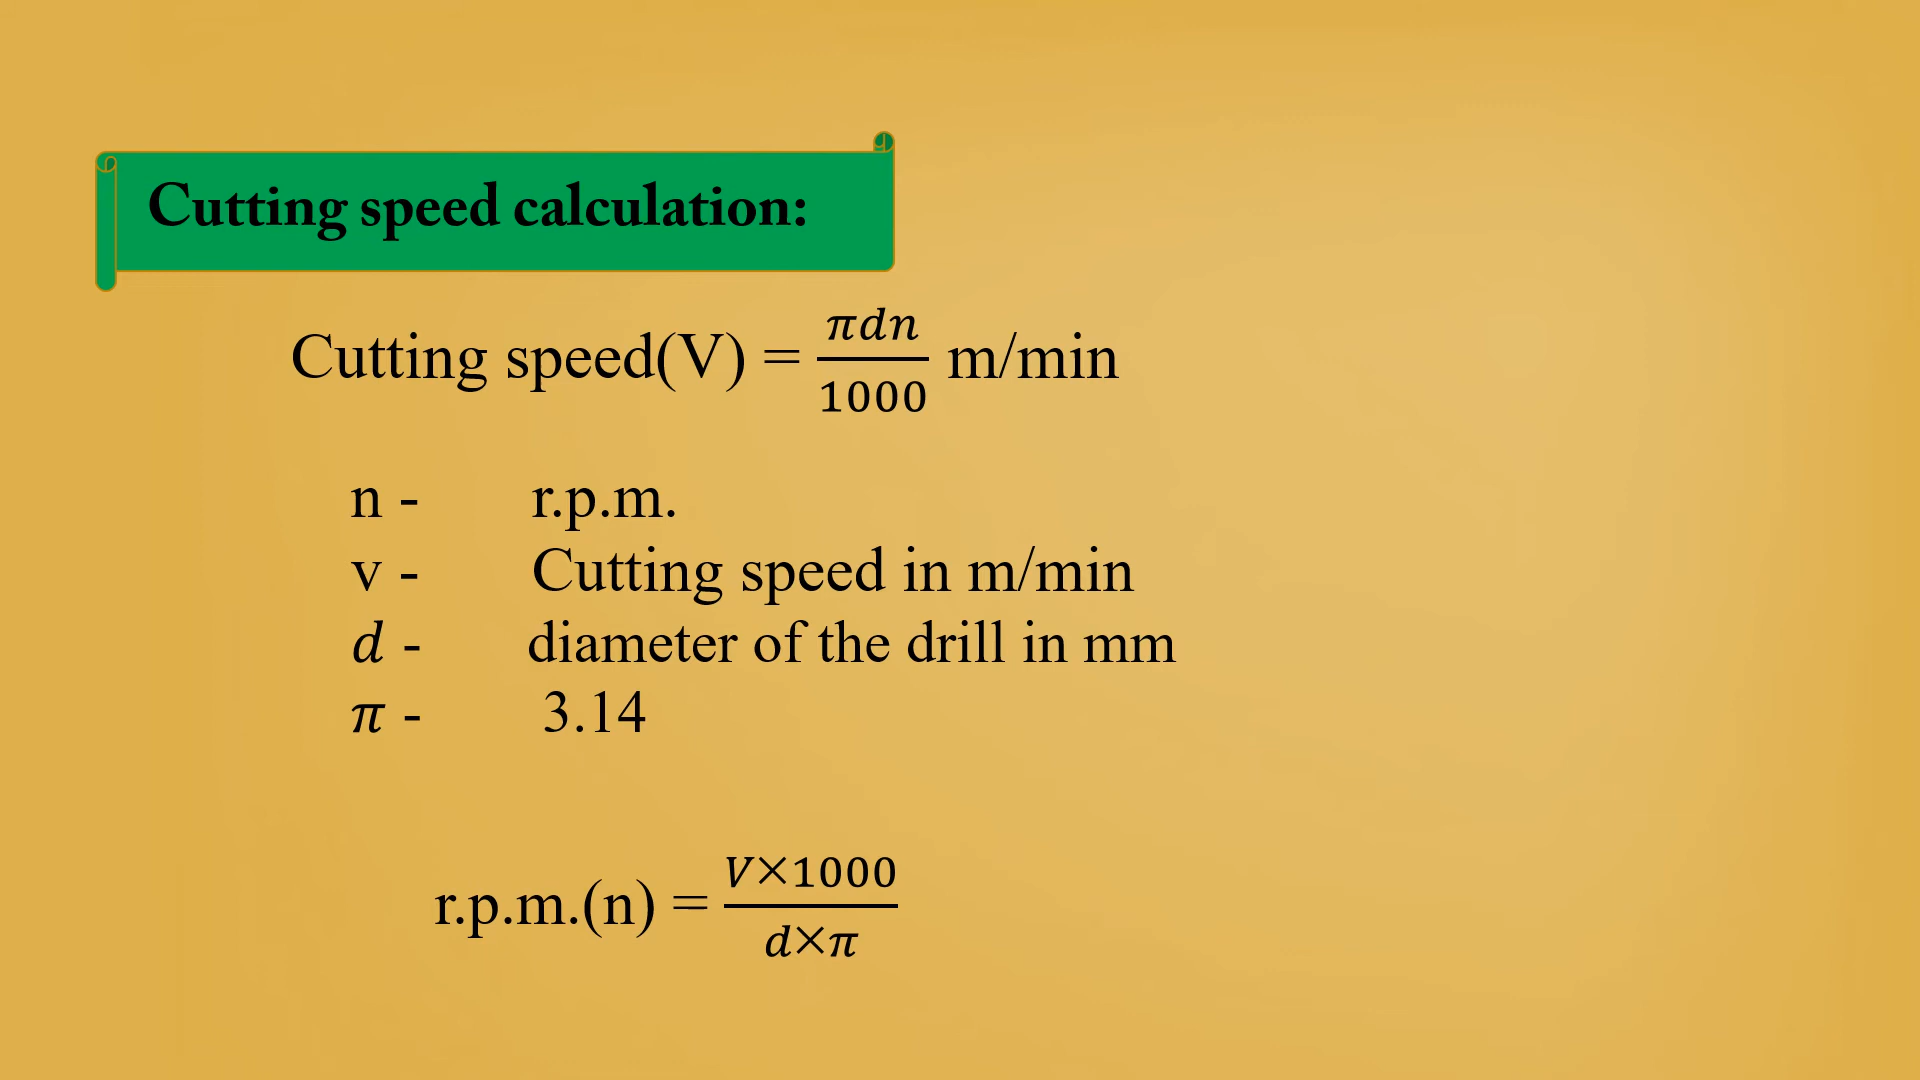 Cutting speed calculation:
Cutting speed(V) = πdn/1000 m/min
n - r.p.m.
v - Cutting speed in m/min
d - diameter of the drill in mm
π - 3.14
r.p.m.(n) = V×1000/d×π